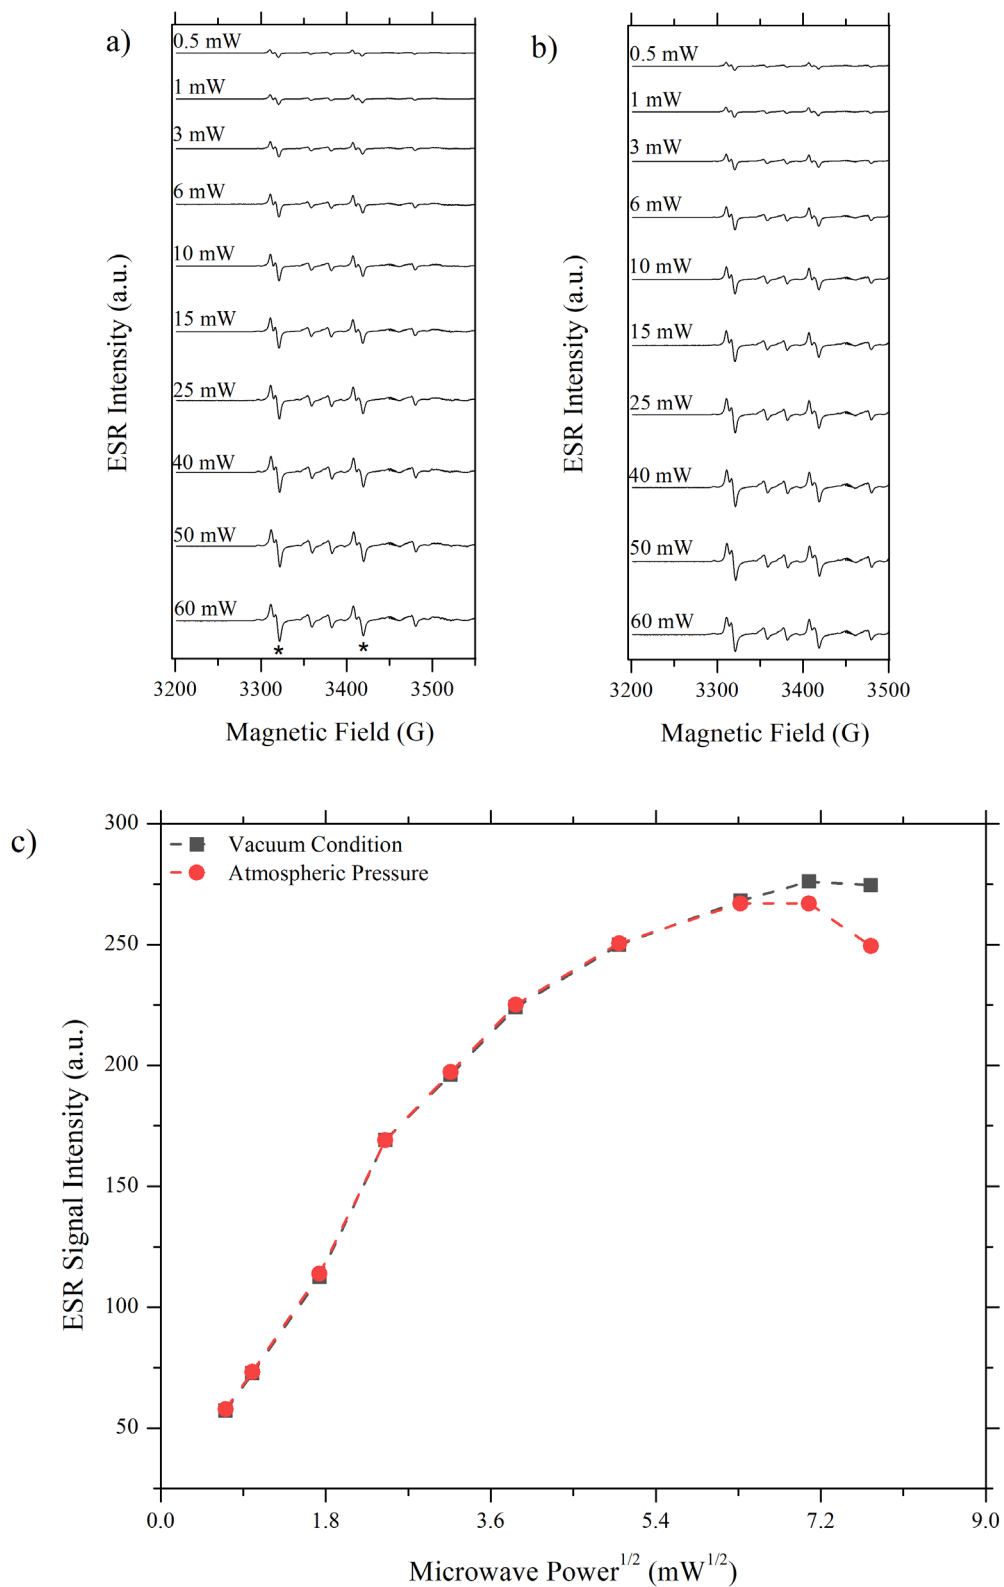 a)
0.5 mW
1 mW
3 mW
6 mW
10 mW
15 mW
25 mW
40 mW
50 mW
60 mW
* *
ESR Intensity (a.u.)
3200 3300 3400 3500
Magnetic Field (G)
b)
0.5 mW
1 mW
3 mW
6 mW
10 mW
15 mW
25 mW
40 mW
50 mW
60 mW
ESR Intensity (a.u.)
3200 3300 3400 3500
Magnetic Field (G)
c)
Vacuum Condition
Atmospheric Pressure
300
250
200
150
100
50
ESR Signal Intensity (a.u.)
0.0 1.8 3.6 5.4 7.2 9.0
Microwave Power^1/2 (mW^1/2)